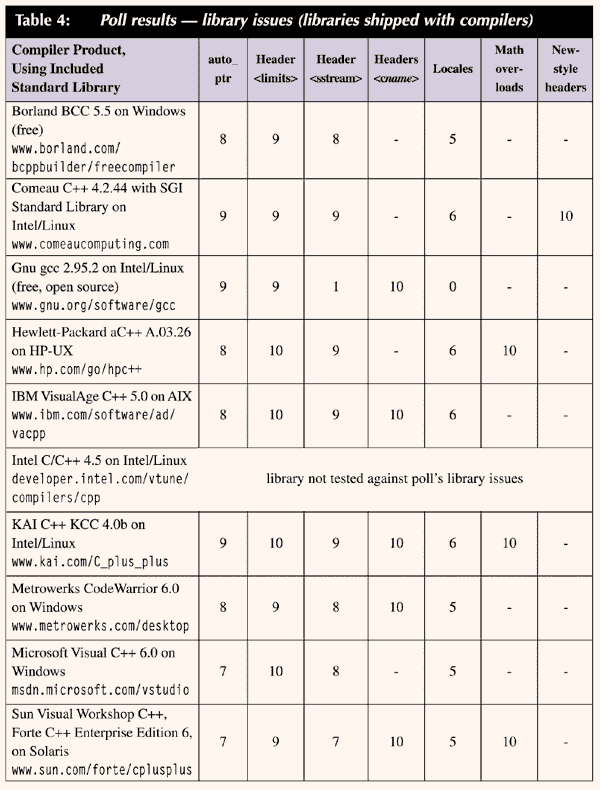 Table 4: Poll results — library issues (libraries shipped with compilers)
Compiler Product,
Using Included
Standard Library
auto_
ptr
Header
<limits>
Header
<sstream>
Headers
<cname>
Locales
Math
over-
loads
New-
style
headers
Borland BCC 5.5 on Windows
(free)
www.borland.com/
bcppbuilder/freecompiler
8 9 8 - 5 - -
Comeau C++ 4.2.44 with SGI
Standard Library on
Intel/Linux
www.comeaucomputing.com
9 9 9 - 6 - 10
Gnu gcc 2.95.2 on Intel/Linux
(free, open source)
www.gnu.org/software/gcc
9 9 1 10 0 - -
Hewlett-Packard aC++ A.03.26
on HP-UX
www.hp.com/go/hpc++
8 10 9 - 6 10 -
IBM VisualAge C++ 5.0 on AIX
www.ibm.com/software/ad/
vacpp
8 10 9 10 6 - -
Intel C/C++ 4.5 on Intel/Linux
developer.intel.com/vtune/
compilers/cpp
library not tested against poll's library issues
KAI C++ KCC 4.0b on
Intel/Linux
www.kai.com/C_plus_plus
9 10 9 10 6 10 -
Metrowerks CodeWarrior 6.0
on Windows
www.metrowerks.com/desktop
8 9 8 10 5 - -
Microsoft Visual C++ 6.0 on
Windows
msdn.microsoft.com/vstudio
7 10 8 - 5 - -
Sun Visual Workshop C++,
Forte C++ Enterprise Edition 6,
on Solaris
www.sun.com/forte/cplusplus
7 9 7 10 5 10 -